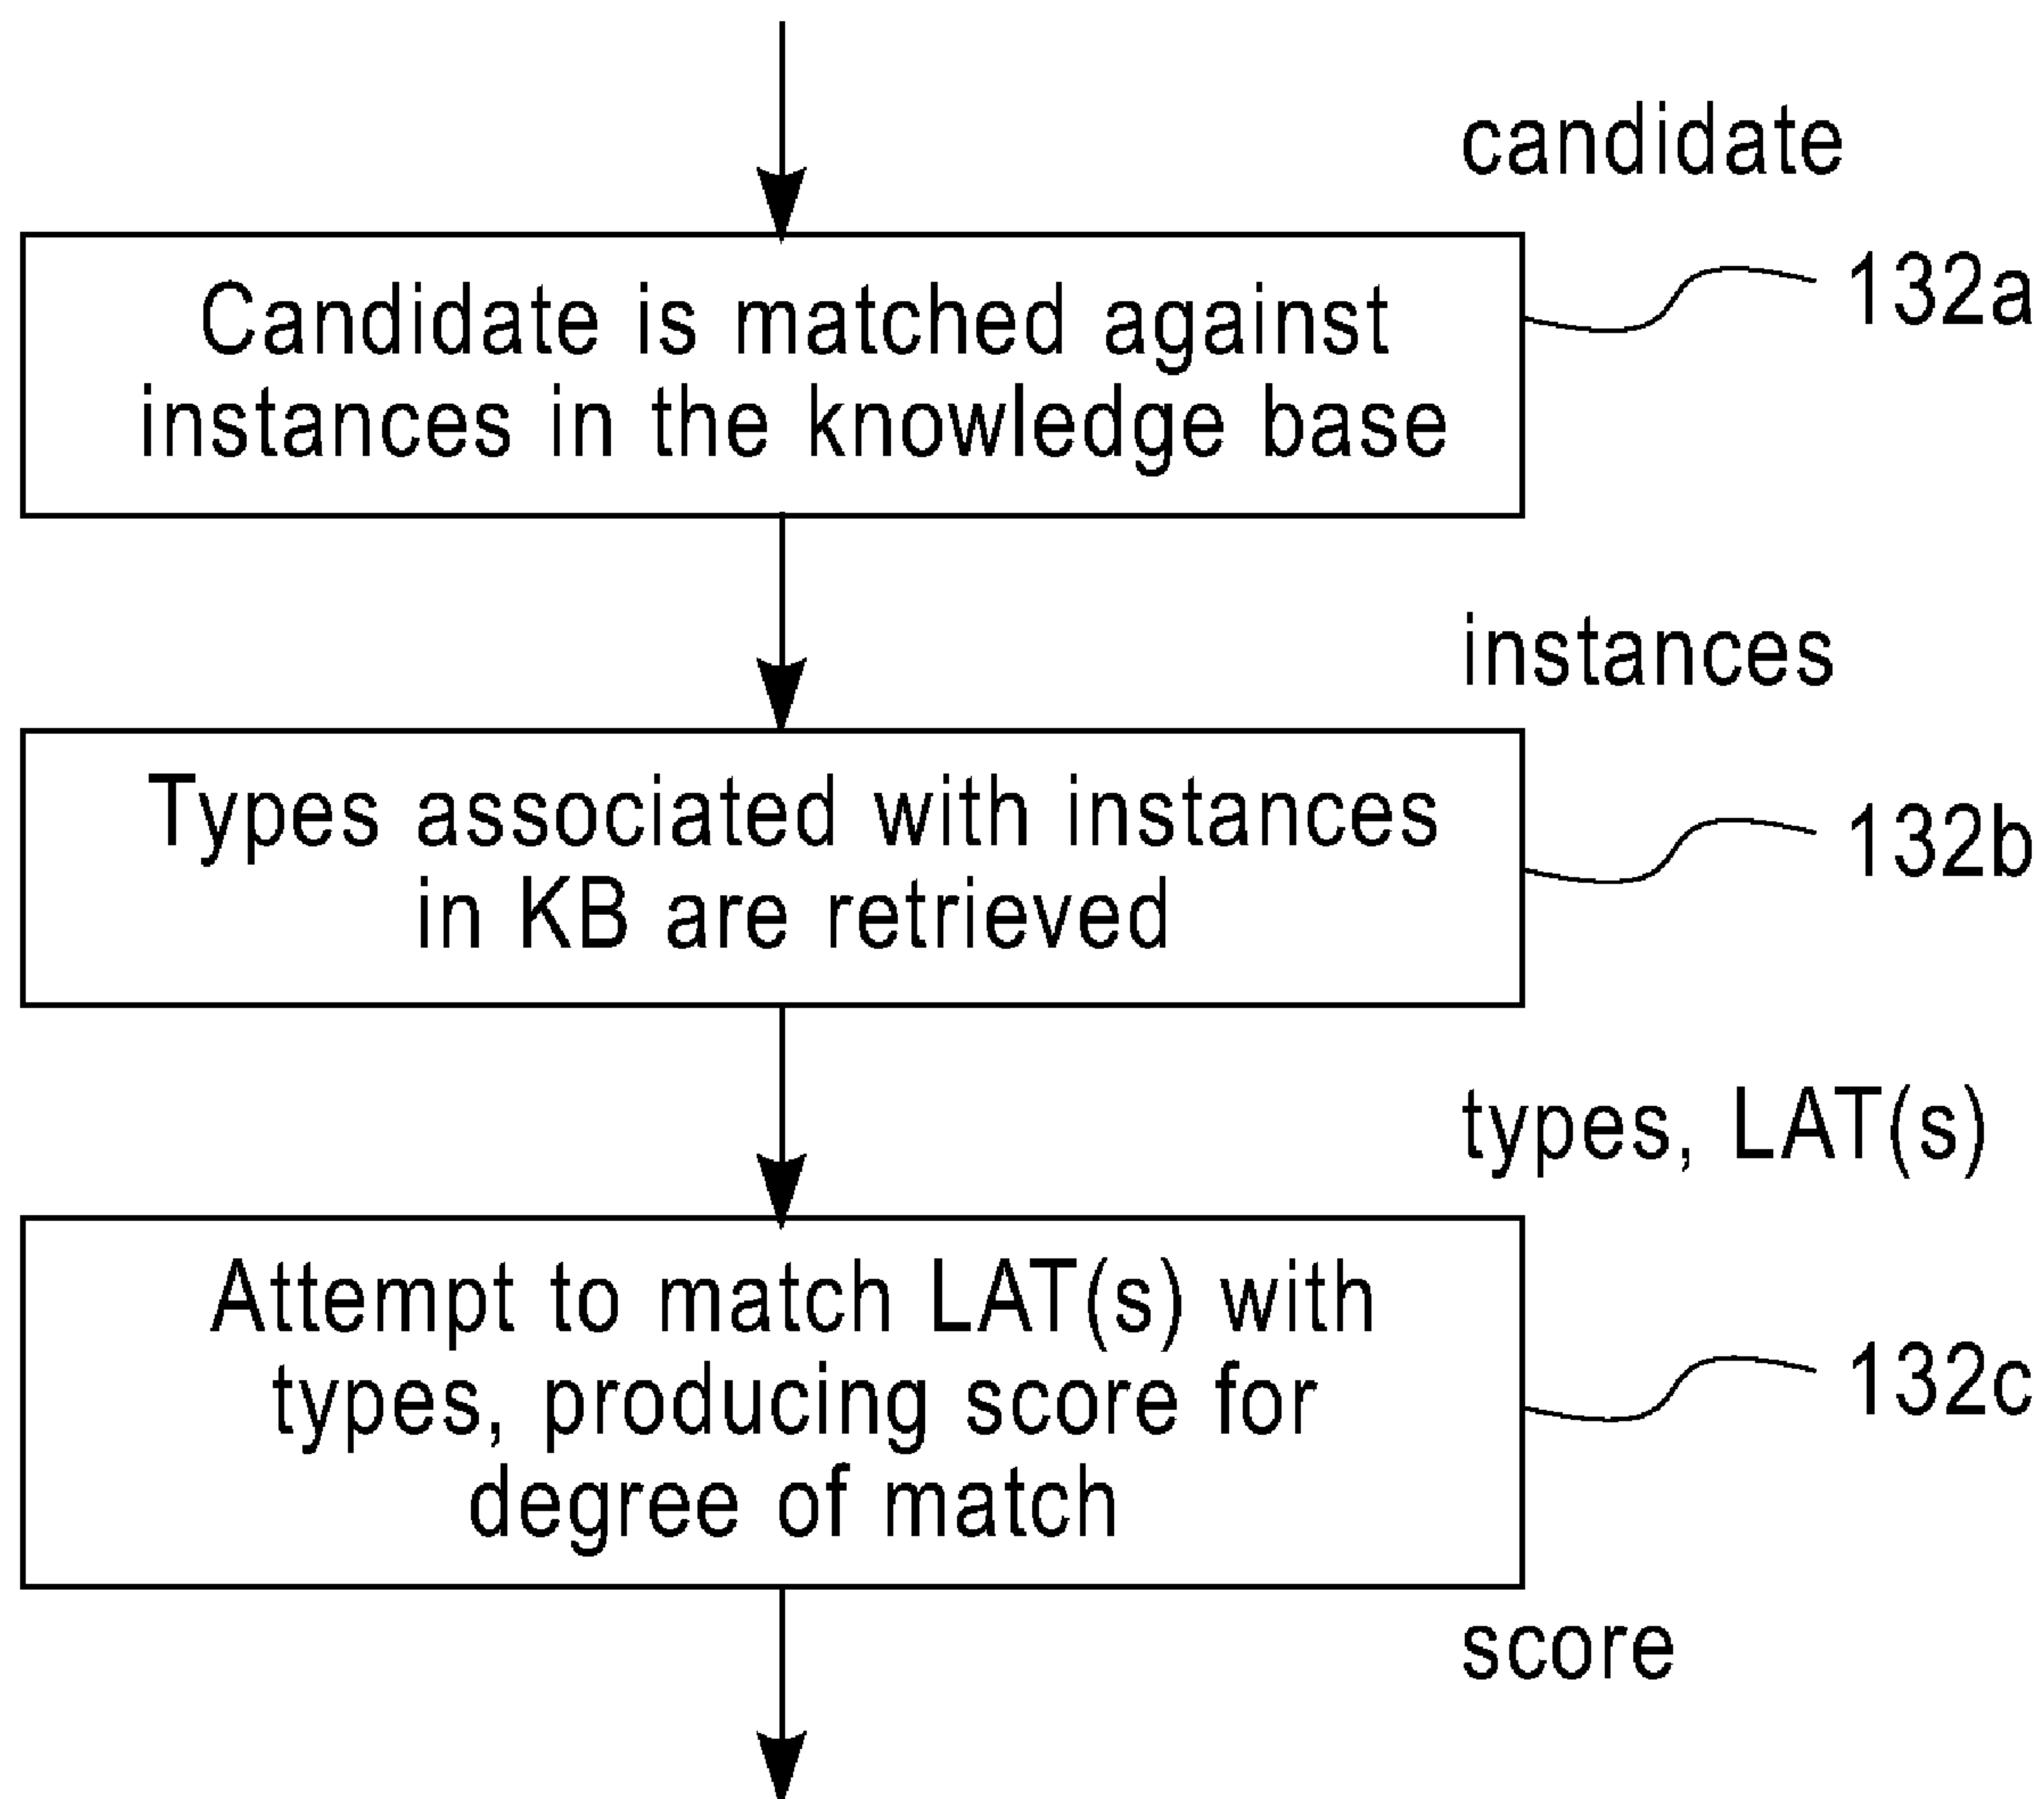 candidate
Candidate is matched against
instances in the knowledge base
132a
instances
Types associated with instances
in KB are retrieved
132b
types, LAT(s)
Attempt to match LAT(s) with
types, producing score for
degree of match
132c
score